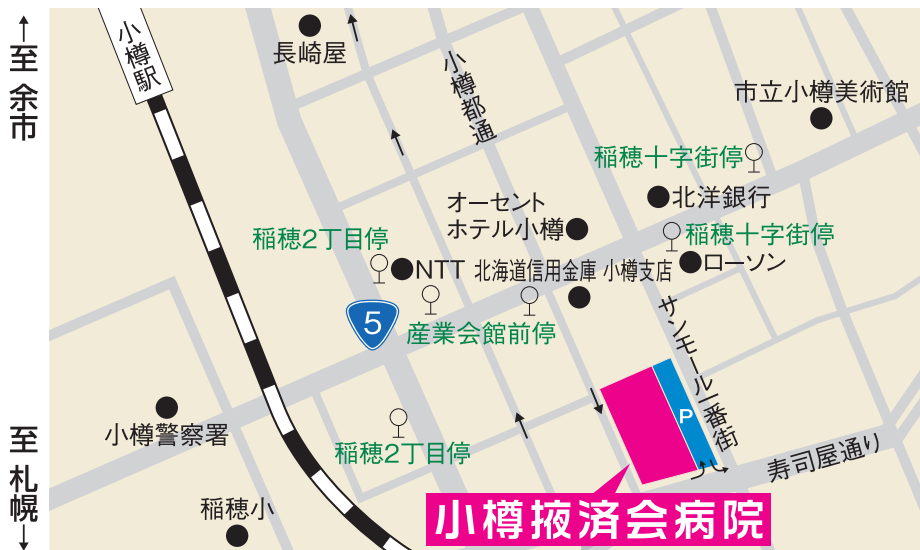 ↑至 余市
小樽駅
長崎屋
小樽都通
市立小樽美術館
稲穂十字街停
北洋銀行
オーセント
ホテル小樽
稲穂十字街停
稲穂2丁目停
NTT
北海道信用金庫 小樽支店
ローソン
5
産業会館前停
サンモール一番街
P
小樽警察署
稲穂2丁目停
寿司屋通り
至 札幌↓
稲穂小
小樽掖済会病院